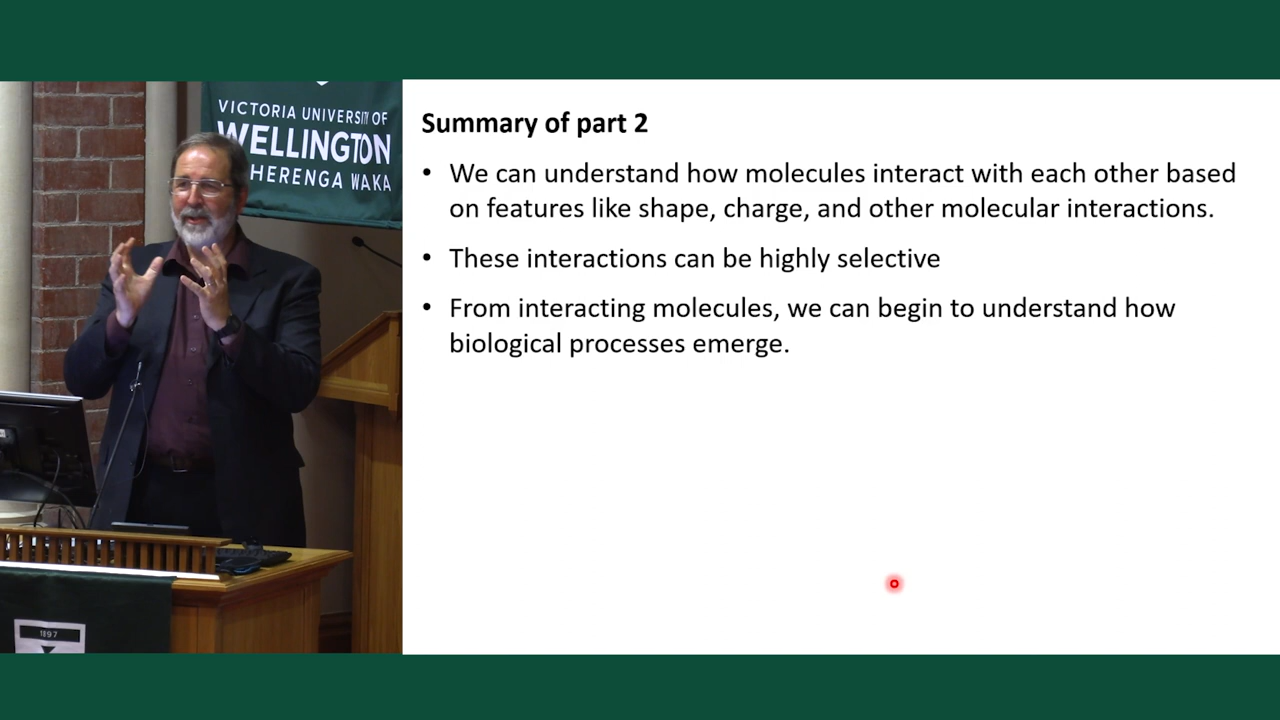 VICTORIA UNIVERSITY OF
WELLINGTON
HERENGA WAKA
1897
Summary of part 2
• We can understand how molecules interact with each other based
on features like shape, charge, and other molecular interactions.
• These interactions can be highly selective
• From interacting molecules, we can begin to understand how
biological processes emerge.